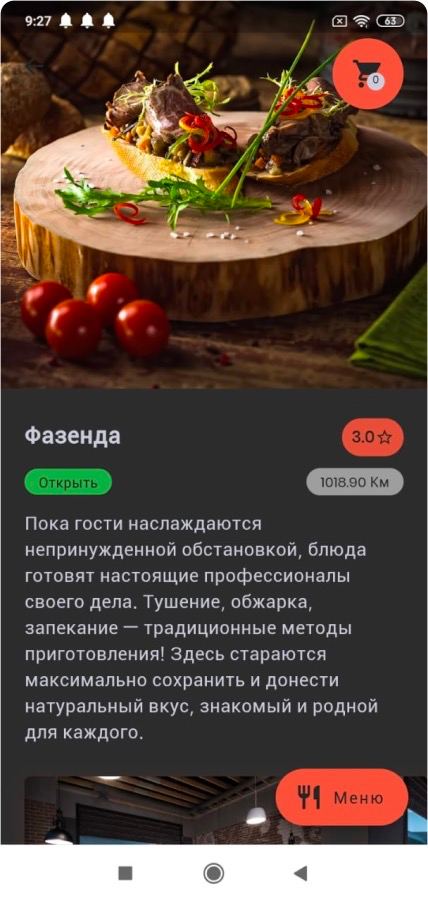 9:27
63
0
Фазенда
3.0
Открыть
1018.90 Км
Пока гости наслаждаются
непринужденной обстановкой, блюда
готовят настоящие профессионалы
своего дела. Тушение, обжарка,
запекание — традиционные методы
приготовления! Здесь стараются
максимально сохранить и донести
натуральный вкус, знакомый и родной
для каждого.
Меню